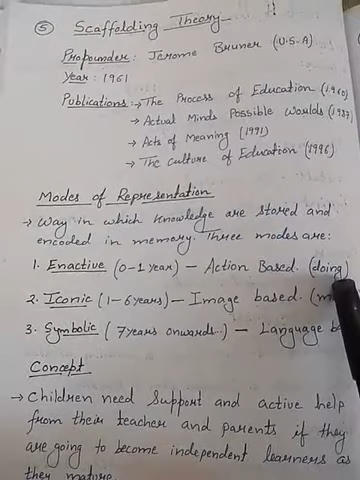 ⑤ Scaffolding Theory
Propounder: Jerome Bruner (U.S.A)
Year: 1961
Publications: → The Process of Education (1960)
→ Actual Minds Possible Worlds (1987)
→ Acts of Meaning (1991)
→ The Culture of Education (1996)
Modes of Representation
→ Way in which knowledge are stored and
encoded in memory. Three modes are:
1. Enactive (0-1 year) - Action Based. (doing)
2. Iconic (1-6 years) - Image based.
3. Symbolic (7 years onwards..) - Language
Concept
→ Children need support and active help
from their teacher and parents if they
are going to become independent learners as
they mature.